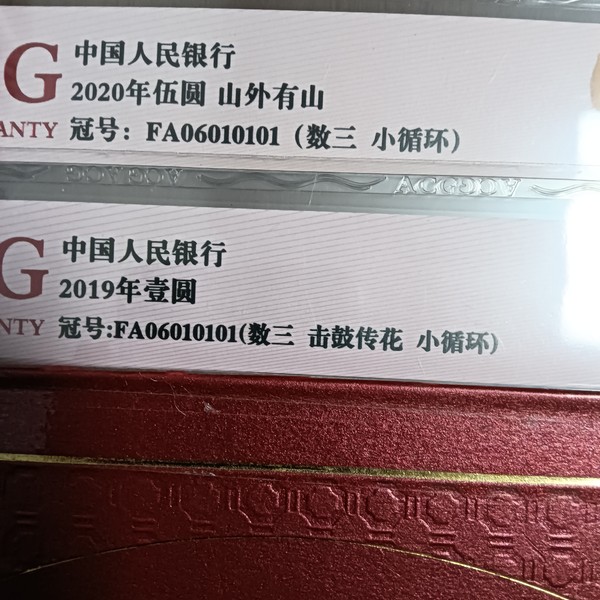 G
中国人民银行
2020年伍圆 山外有山
ANTY 冠号：FA06010101（数三 小循环）
ACGGACG
G
中国人民银行
2019年壹圆
NTY 冠号:FA06010101(数三 击鼓传花 小循环)